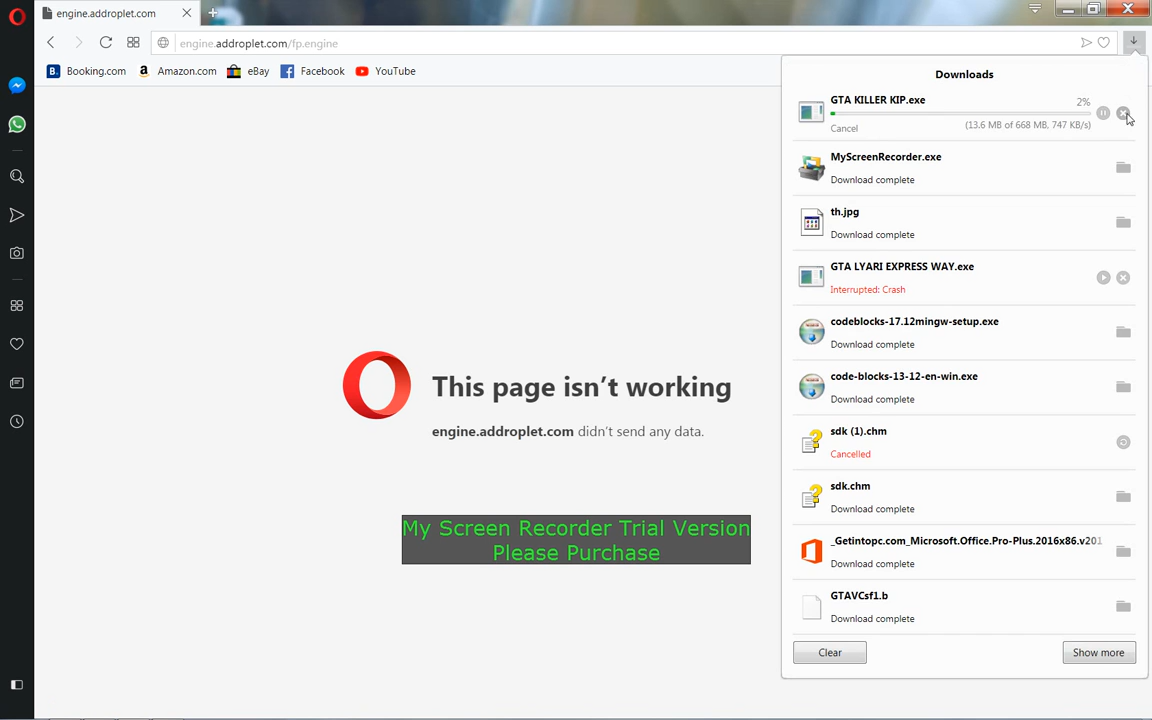 engine.addroplet.com
engine.addroplet.com/fp.engine
B. Booking.com
a Amazon.com
eBay
f Facebook
YouTube
Downloads
GTA KILLER KIP.exe
2%
Cancel
(13.6 MB of 668 MB, 747 KB/s)
MyScreenRecorder.exe
Download complete
th.jpg
Download complete
GTA LYARI EXPRESS WAY.exe
Interrupted: Crash
codeblocks-17.12mingw-setup.exe
Download complete
code-blocks-13-12-en-win.exe
Download complete
sdk (1).chm
Cancelled
sdk.chm
Download complete
_Getintopc.com_Microsoft.Office.Pro-Plus.2016x86.v201
Download complete
GTAVCsf1.b
Download complete
Clear
Show more
This page isn't working
engine.addroplet.com didn't send any data.
My Screen Recorder Trial Version
Please Purchase